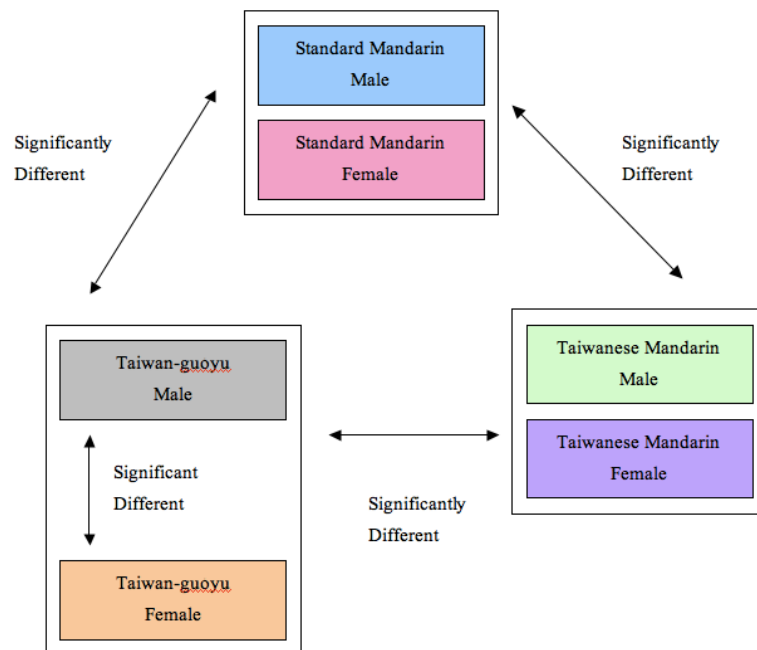 Standard Mandarin
Male
Standard Mandarin
Female
Significantly
Different
Significantly
Different
Taiwan-guoyu
Male
Significant
Different
Taiwan-guoyu
Female
Significantly
Different
Taiwanese Mandarin
Male
Taiwanese Mandarin
Female